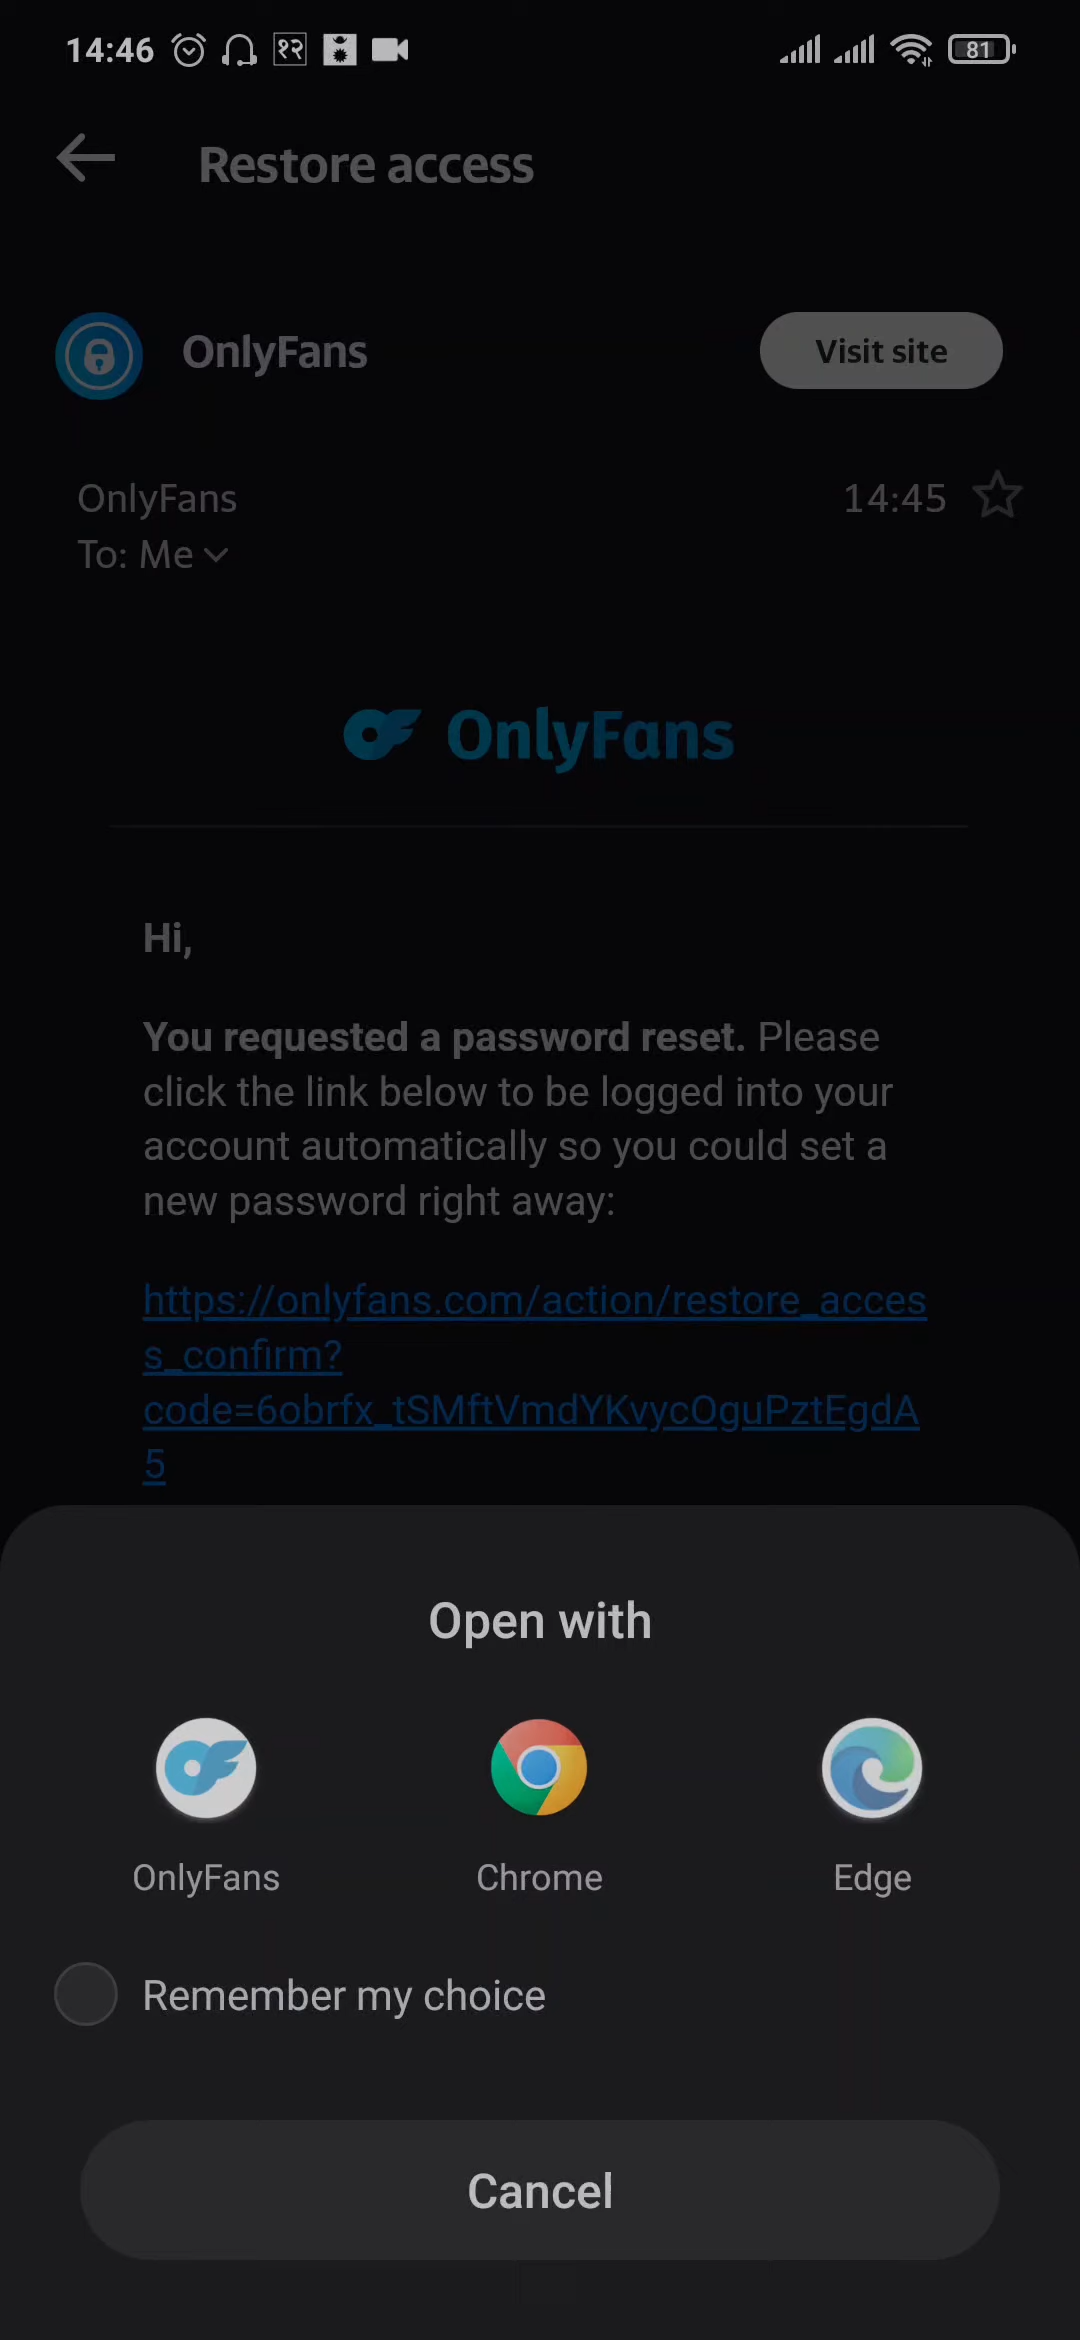 14:46 १२ 81
Restore access
OnlyFans
Visit site
OnlyFans 14:45
To: Me
OnlyFans
Hi,
You requested a password reset. Please
click the link below to be logged into your
account automatically so you could set a
new password right away:
https://onlyfans.com/action/restore_acces
s_confirm?
code=6obrfx_tSMftVmdYKvycOguPztEgdA
5
Open with
OnlyFans Chrome Edge
Remember my choice
Cancel